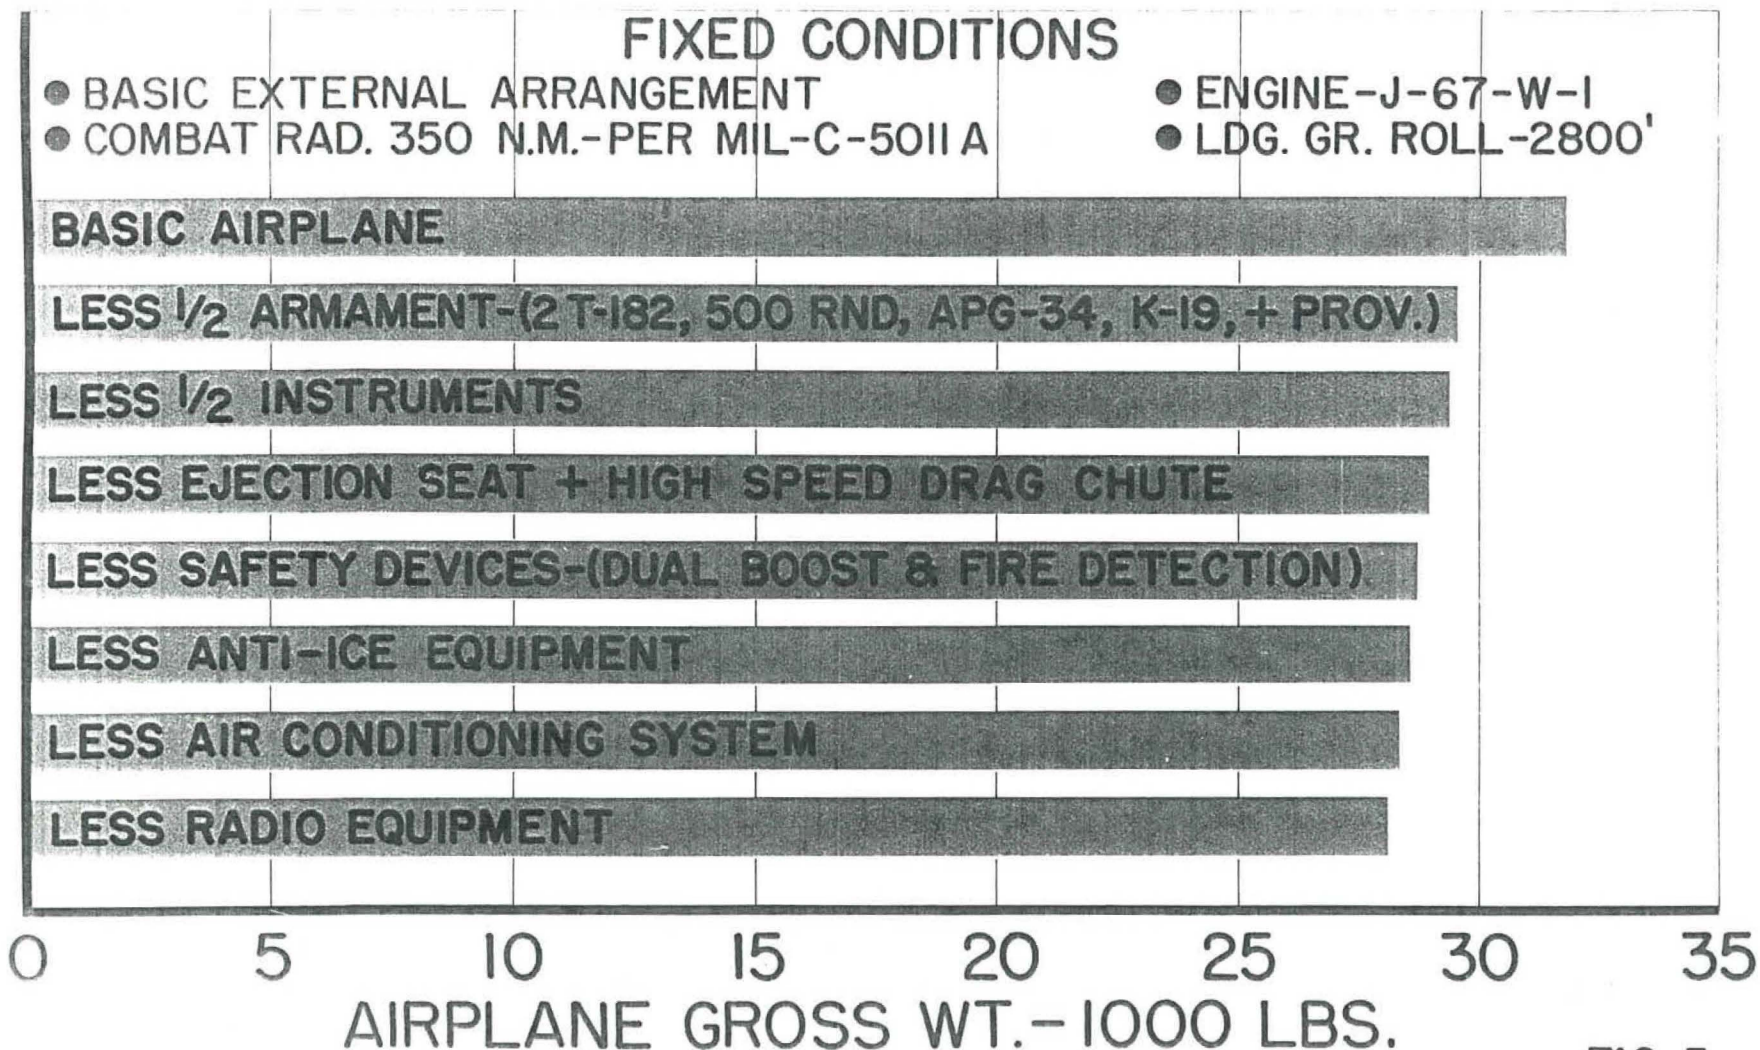 FIXED CONDITIONS
● BASIC EXTERNAL ARRANGEMENT
● COMBAT RAD. 350 N.M.-PER MIL-C-5011 A
● ENGINE-J-67-W-1
● LDG. GR. ROLL-2800'
BASIC AIRPLANE
LESS 1/2 ARMAMENT-(2 T-182, 500 RND, APG-34, K-19, + PROV.)
LESS 1/2 INSTRUMENTS
LESS EJECTION SEAT + HIGH SPEED DRAG CHUTE
LESS SAFETY DEVICES-(DUAL BOOST & FIRE DETECTION)
LESS ANTI-ICE EQUIPMENT
LESS AIR CONDITIONING SYSTEM
LESS RADIO EQUIPMENT
0 5 10 15 20 25 30 35
AIRPLANE GROSS WT.-1000 LBS.